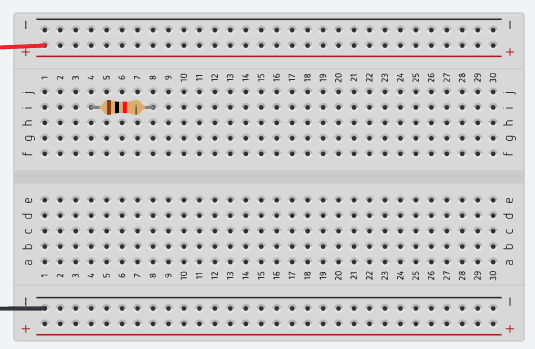 − −
+ +
1 2 3 4 5 6 7 8 9 10 11 12 13 14 15 16 17 18 19 20 21 22 23 24 25 26 27 28 29 30
j j
i i
h h
g g
f f
e e
d d
c c
b b
a a
1 2 3 4 5 6 7 8 9 10 11 12 13 14 15 16 17 18 19 20 21 22 23 24 25 26 27 28 29 30
− −
+ +